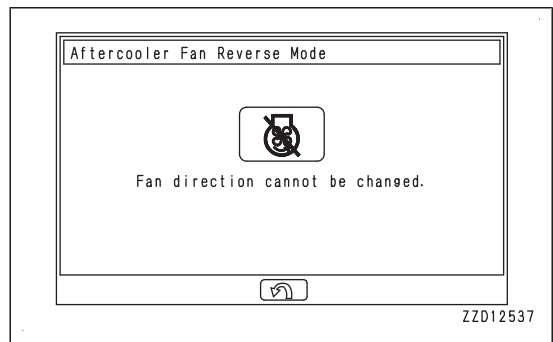 Aftercooler Fan Reverse Mode
Fan direction cannot be changed.
ZZD12537